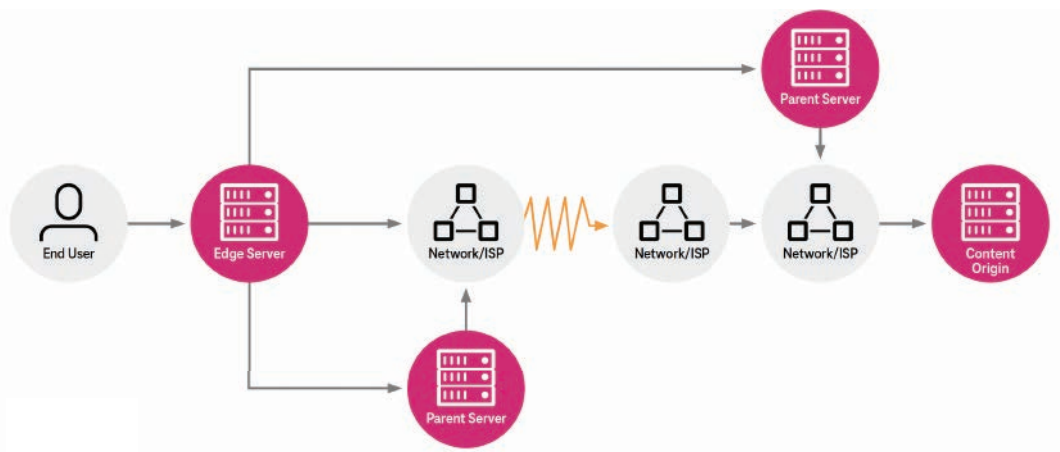 Parent Server
End User
Edge Server
Network/ISP
Network/ISP
Network/ISP
Content
Origin
Parent Server